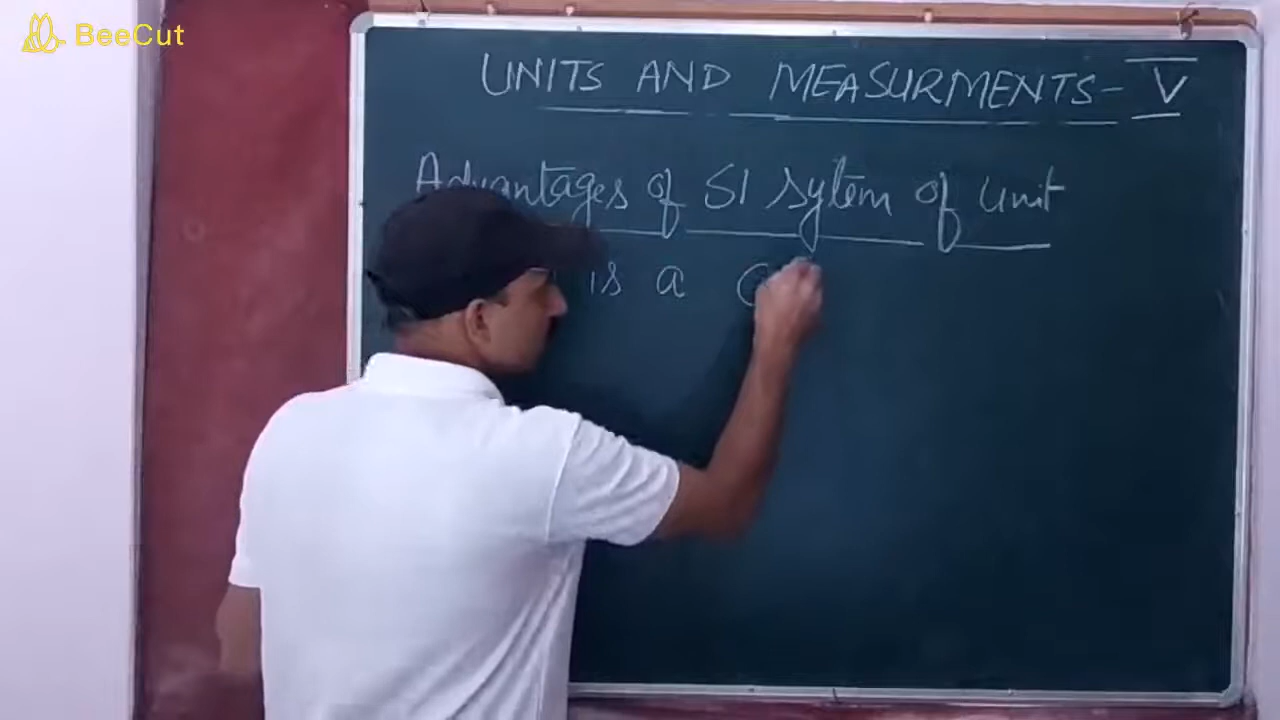 BeeCut
UNITS AND MEASURMENTS - V
Advantages of SI sytem of unit
is a